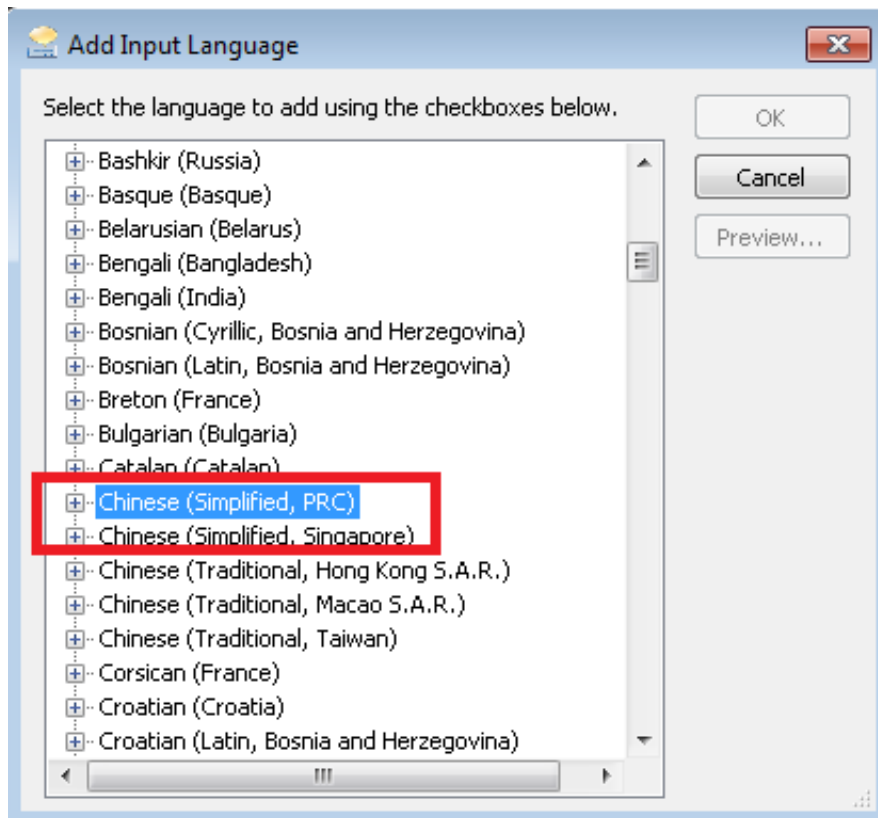 Add Input Language
Select the language to add using the checkboxes below.
OK
Cancel
Preview...
Bashkir (Russia)
Basque (Basque)
Belarusian (Belarus)
Bengali (Bangladesh)
Bengali (India)
Bosnian (Cyrillic, Bosnia and Herzegovina)
Bosnian (Latin, Bosnia and Herzegovina)
Breton (France)
Bulgarian (Bulgaria)
Catalan (Catalan)
Chinese (Simplified, PRC)
Chinese (Simplified, Singapore)
Chinese (Traditional, Hong Kong S.A.R.)
Chinese (Traditional, Macao S.A.R.)
Chinese (Traditional, Taiwan)
Corsican (France)
Croatian (Croatia)
Croatian (Latin, Bosnia and Herzegovina)